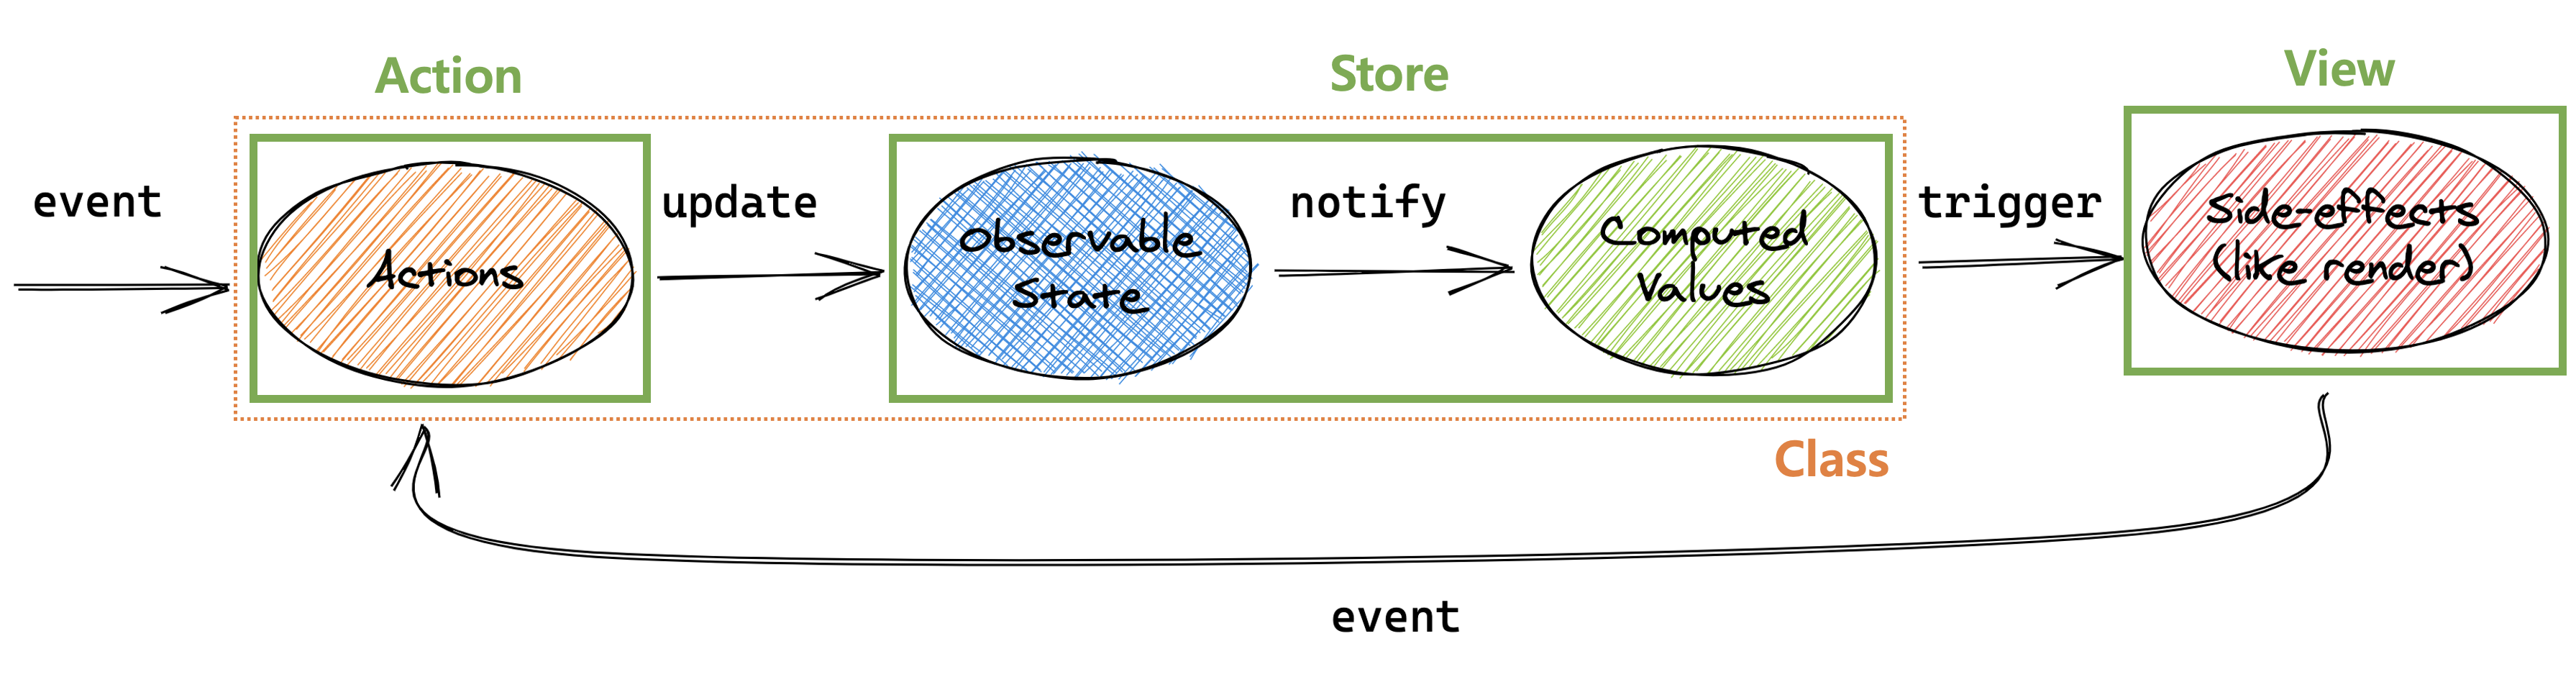 Action
Store
View
event
Actions
update
Observable
State
notify
Computed
Values
trigger
Side-effects
(like render)
Class
event